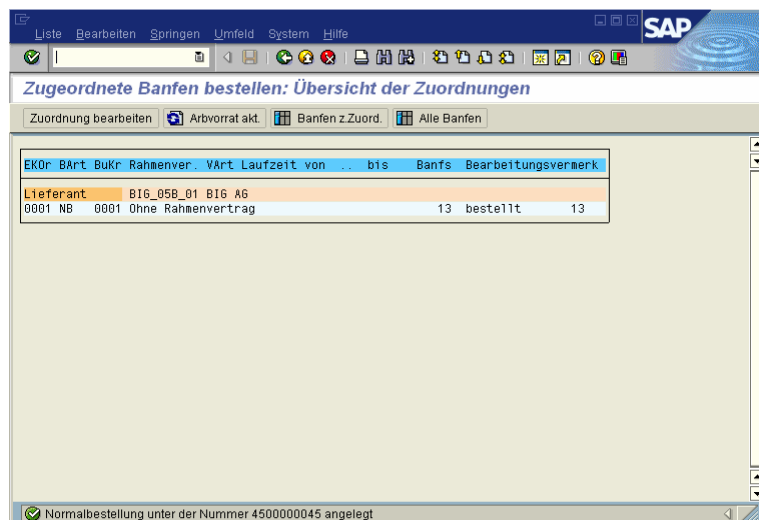 Liste Bearbeiten Springen Umfeld System Hilfe
SAP
Zugeordnete Banfen bestellen: Übersicht der Zuordnungen
Zuordnung bearbeiten Arbvorrat akt. Banfen z.Zuord. Alle Banfen
EKOr BArt BuKr Rahmenver. VArt Laufzeit von .. bis Banfs Bearbeitungsvermerk
Lieferant BIG_05B_01 BIG AG
0001 NB 0001 Ohne Rahmenvertrag 13 bestellt 13
Normalbestellung unter der Nummer 4500000045 angelegt